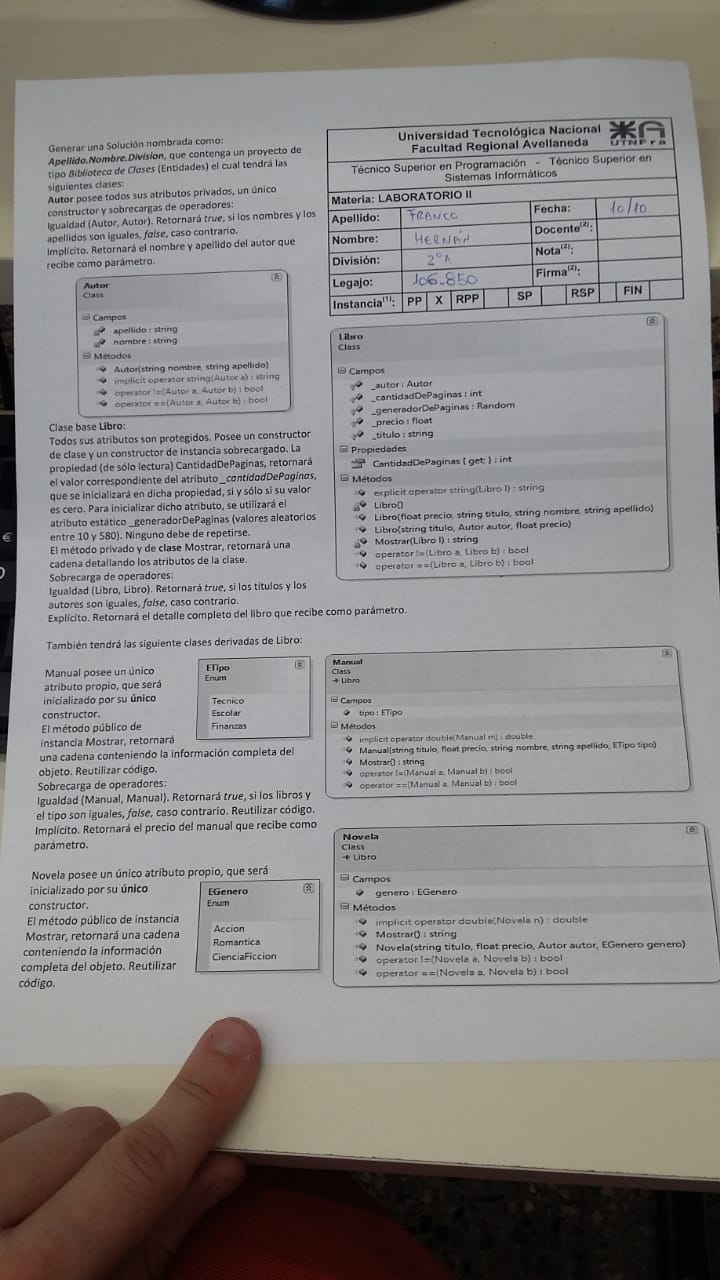 Generar una Solución nombrada como:
Apellido.Nombre.Division, que contenga un proyecto de
tipo Biblioteca de Clases (Entidades) el cual tendrá las
siguientes clases:
Autor posee todos sus atributos privados, un único
constructor y sobrecargas de operadores:
Igualdad (Autor, Autor). Retornará true, si los nombres y los
apellidos son iguales, false, caso contrario.
Implícito. Retornará el nombre y apellido del autor que
recibe como parámetro.
Universidad Tecnológica Nacional
Facultad Regional Avellaneda
UTNFra
Técnico Superior en Programación - Técnico Superior en
Sistemas Informáticos
Materia: LABORATORIO II
Apellido: FRANCO Fecha: 10/10
Nombre: HERNÁN Docente(2):
División: 2°A Nota(2):
Legajo: 106.850 Firma(2):
Instancia(1): PP X RPP SP RSP FIN
Autor
Class
Campos
apellido : string
nombre : string
Métodos
Autor(string nombre, string apellido)
implicit operator string(Autor a) : string
operator !=(Autor a, Autor b) : bool
operator ==(Autor a, Autor b) : bool
Clase base Libro:
Todos sus atributos son protegidos. Posee un constructor
de clase y un constructor de instancia sobrecargado. La
propiedad (de sólo lectura) CantidadDePaginas, retornará
el valor correspondiente del atributo _cantidadDePaginas,
que se inicializará en dicha propiedad, si y sólo si su valor
es cero. Para inicializar dicho atributo, se utilizará el
atributo estático _generadorDePaginas (valores aleatorios
entre 10 y 580). Ninguno debe de repetirse.
El método privado y de clase Mostrar, retornará una
cadena detallando los atributos de la clase.
Sobrecarga de operadores:
Igualdad (Libro, Libro). Retornará true, si los títulos y los
autores son iguales, false, caso contrario.
Explícito. Retornará el detalle completo del libro que recibe como parámetro.
Libro
Class
Campos
_autor : Autor
_cantidadDePaginas : int
_generadorDePaginas : Random
_precio : float
_titulo : string
Propiedades
CantidadDePaginas { get; } : int
Métodos
explicit operator string(Libro l) : string
Libro()
Libro(float precio, string titulo, string nombre, string apellido)
Libro(string titulo, Autor autor, float precio)
Mostrar(Libro l) : string
operator !=(Libro a, Libro b) : bool
operator ==(Libro a, Libro b) : bool
También tendrá las siguiente clases derivadas de Libro:
Manual posee un único
atributo propio, que será
inicializado por su único
constructor.
El método público de
instancia Mostrar, retornará
una cadena conteniendo la información completa del
objeto. Reutilizar código.
Sobrecarga de operadores:
Igualdad (Manual, Manual). Retornará true, si los libros y
el tipo son iguales, false, caso contrario. Reutilizar código.
Implícito. Retornará el precio del manual que recibe como
parámetro.
ETipo
Enum
Tecnico
Escolar
Finanzas
Manual
Class
Libro
Campos
tipo : ETipo
Métodos
implicit operator double(Manual m) : double
Manual(string titulo, float precio, string nombre, string apellido, ETipo tipo)
Mostrar() : string
operator !=(Manual a, Manual b) : bool
operator ==(Manual a, Manual b) : bool
Novela posee un único atributo propio, que será
inicializado por su único
constructor.
El método público de instancia
Mostrar, retornará una cadena
conteniendo la información
completa del objeto. Reutilizar
código.
EGenero
Enum
Accion
Romantica
CienciaFiccion
Novela
Class
Libro
Campos
genero : EGenero
Métodos
implicit operator double(Novela n) : double
Mostrar() : string
Novela(string titulo, float precio, Autor autor, EGenero genero)
operator !=(Novela a, Novela b) : bool
operator ==(Novela a, Novela b) : bool
€